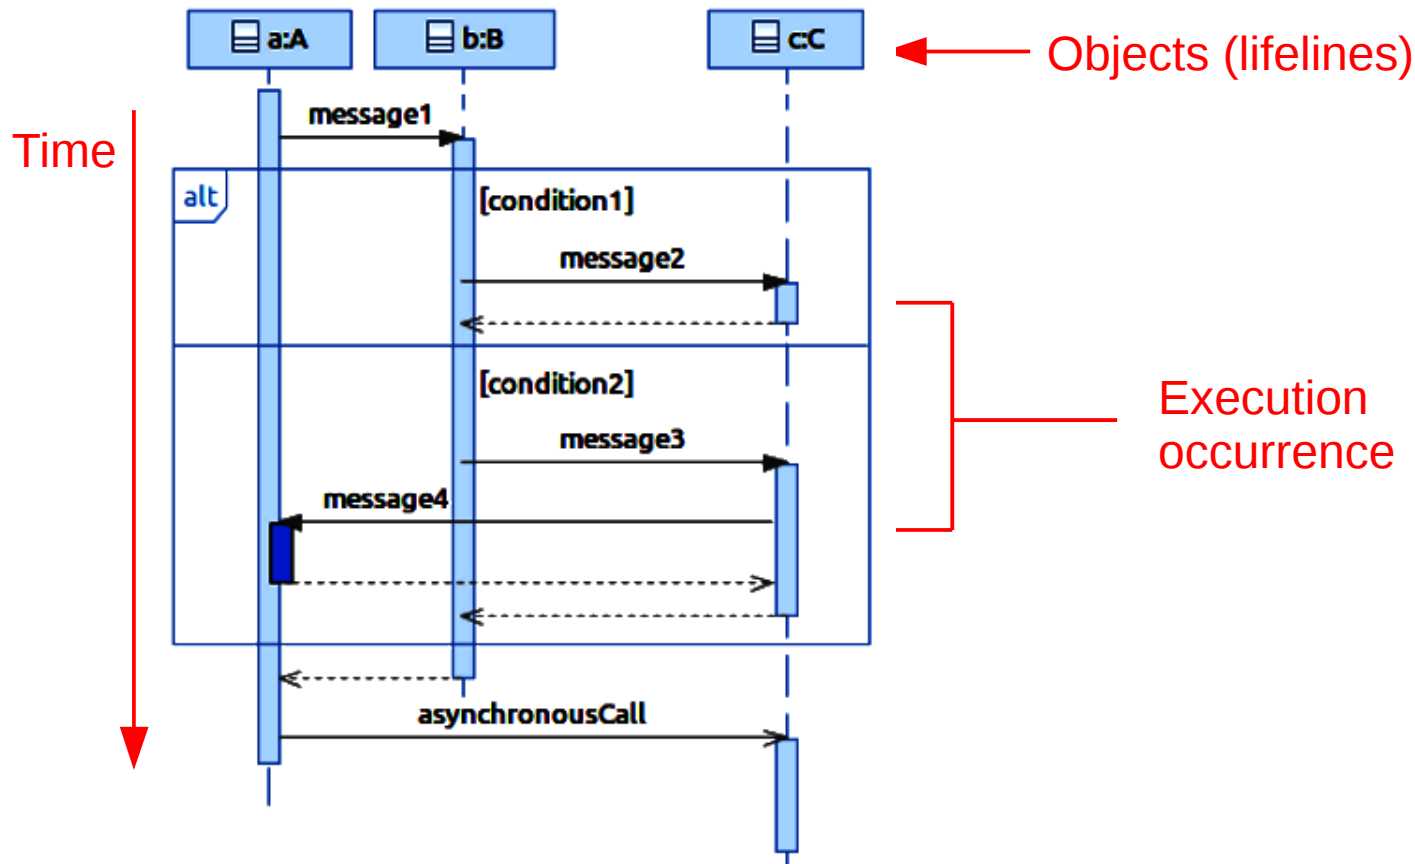 a:A
b:B
c:C
Objects (lifelines)
message1
Time
alt
[condition1]
message2
[condition2]
Execution
occurrence
message3
message4
asynchronousCall